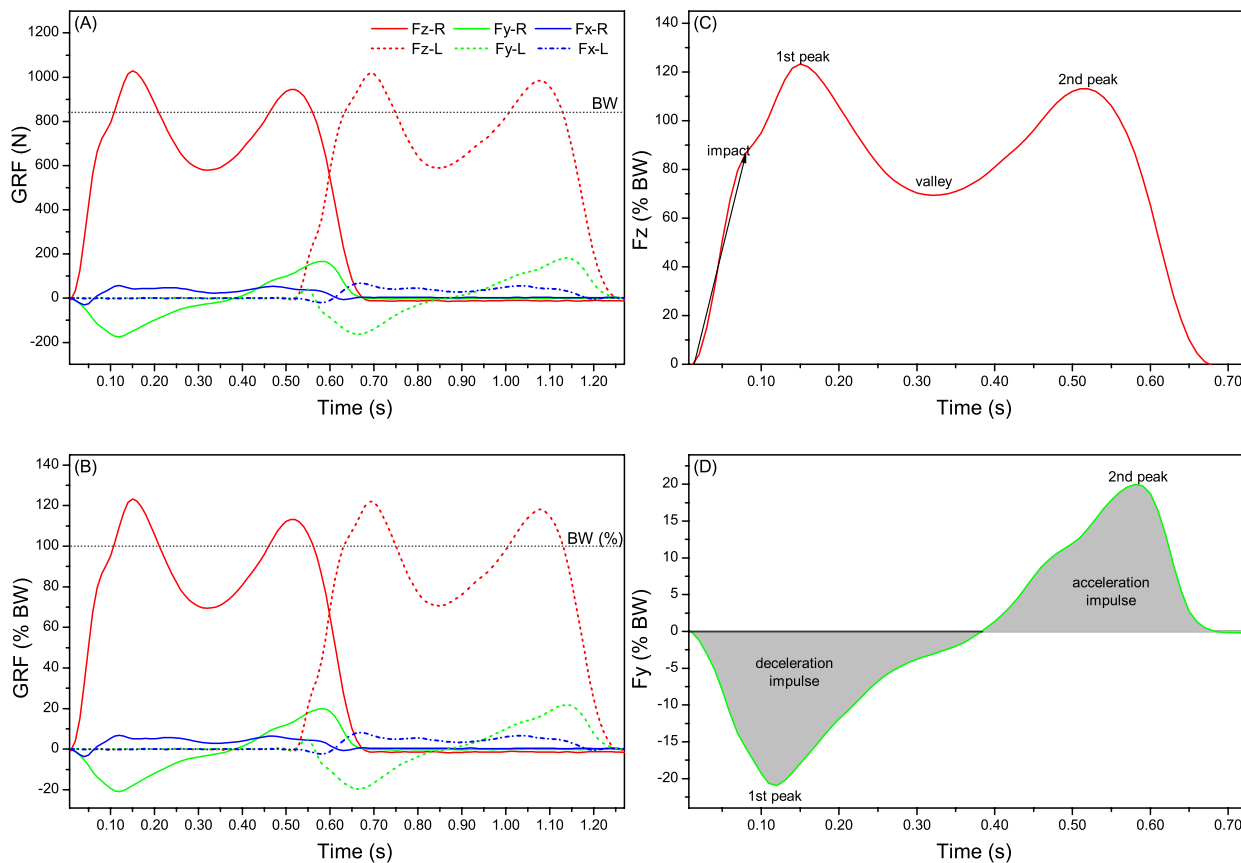 (A)
Fz-R Fy-R Fx-R
Fz-L Fy-L Fx-L
BW
1200
1000
800
600
400
200
0
-200
GRF (N)
0.10 0.20 0.30 0.40 0.50 0.60 0.70 0.80 0.90 1.00 1.10 1.20
Time (s)
(C)
1st peak
2nd peak
impact
valley
140
120
100
80
60
40
20
0
Fz (% BW)
0.10 0.20 0.30 0.40 0.50 0.60 0.70
Time (s)
(B)
BW (%)
140
120
100
80
60
40
20
0
-20
GRF (% BW)
0.10 0.20 0.30 0.40 0.50 0.60 0.70 0.80 0.90 1.00 1.10 1.20
Time (s)
(D)
2nd peak
acceleration
impulse
deceleration
impulse
1st peak
20
15
10
5
0
-5
-10
-15
-20
Fy (% BW)
0.10 0.20 0.30 0.40 0.50 0.60 0.70
Time (s)